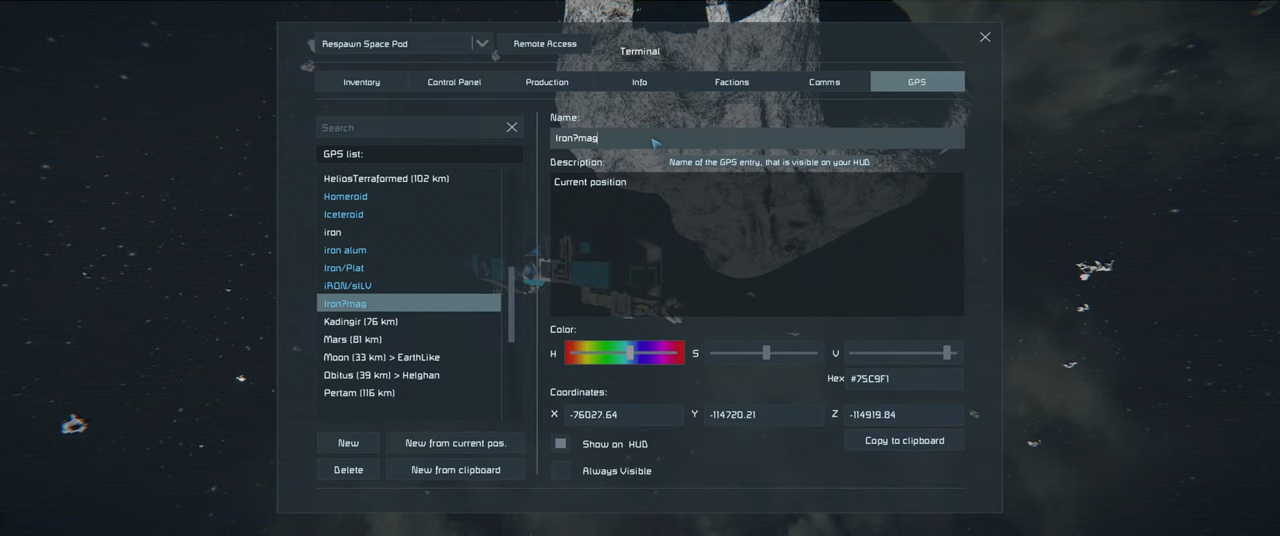 Terminal
Respawn Space Pod
Remote Access
Inventory
Control Panel
Production
Info
Factions
Comms
GPS
Search
GPS list:
HeliosTerraformed (102 km)
Homeroid
Iceteroid
iron
iron alum
Iron/Plat
iRON/sILV
Iron?mag
Kadingir (76 km)
Mars (81 km)
Moon (33 km) > EarthLike
Obitus (39 km) > Helghan
Pertam (116 km)
New
New from current pos.
Delete
New from clipboard
Name:
Iron?mag
Description:
Name of the GPS entry, that is visible on your HUD
Current position
Color:
H
S
V
Hex #75C9F1
Coordinates:
X -76027.64
Y -114720.21
Z -114919.84
Show on HUD
Copy to clipboard
Always Visible